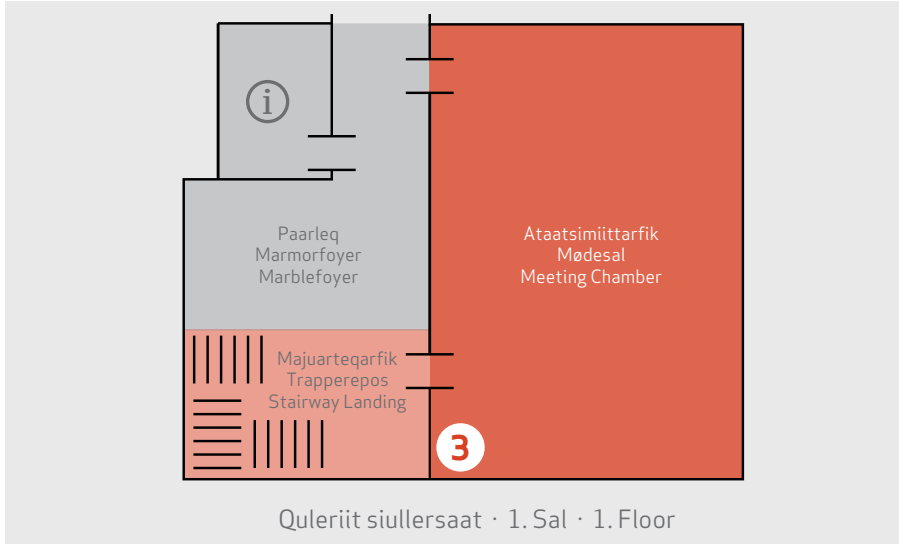 i
Paarleq
Marmorfoyer
Marblefoyer
Ataatsimiittarfik
Mødesal
Meeting Chamber
Majuarteqarfik
Trapperepos
Stairway Landing
3
Quleriit siullersaat · 1. Sal · 1. Floor